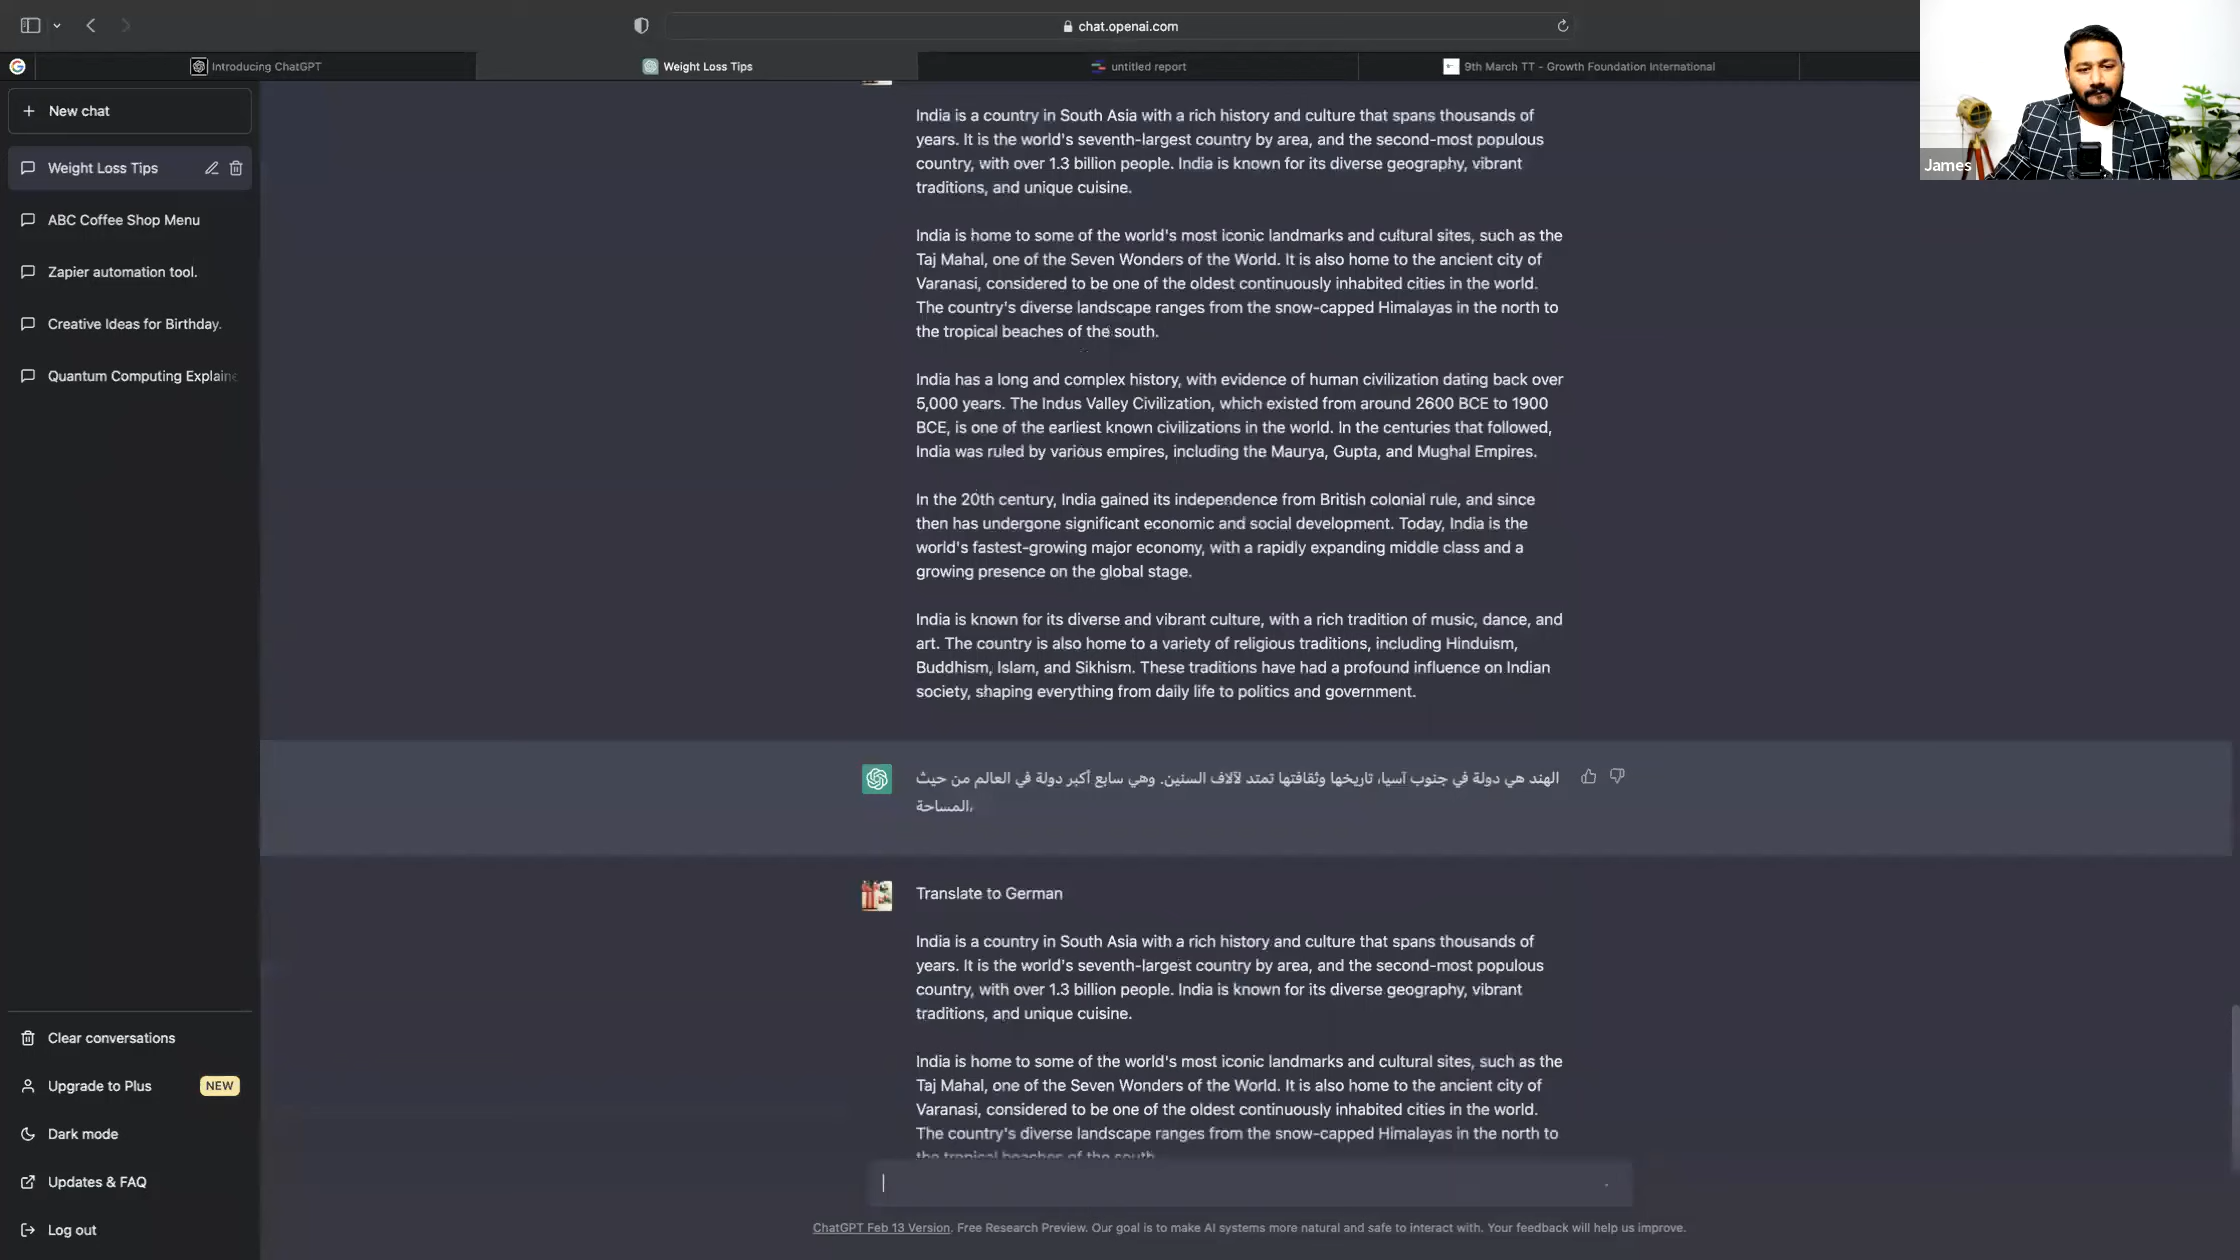 chat.openai.com
Introducing ChatGPT
Weight Loss Tips
untitled report
9th March TT - Growth Foundation International
James
New chat
Weight Loss Tips
ABC Coffee Shop Menu
Zapier automation tool.
Creative Ideas for Birthday.
Quantum Computing Explaine
Clear conversations
Upgrade to Plus
NEW
Dark mode
Updates & FAQ
Log out
India is a country in South Asia with a rich history and culture that spans thousands of
years. It is the world's seventh-largest country by area, and the second-most populous
country, with over 1.3 billion people. India is known for its diverse geography, vibrant
traditions, and unique cuisine.
India is home to some of the world's most iconic landmarks and cultural sites, such as the
Taj Mahal, one of the Seven Wonders of the World. It is also home to the ancient city of
Varanasi, considered to be one of the oldest continuously inhabited cities in the world.
The country's diverse landscape ranges from the snow-capped Himalayas in the north to
the tropical beaches of the south.
India has a long and complex history, with evidence of human civilization dating back over
5,000 years. The Indus Valley Civilization, which existed from around 2600 BCE to 1900
BCE, is one of the earliest known civilizations in the world. In the centuries that followed,
India was ruled by various empires, including the Maurya, Gupta, and Mughal Empires.
In the 20th century, India gained its independence from British colonial rule, and since
then has undergone significant economic and social development. Today, India is the
world's fastest-growing major economy, with a rapidly expanding middle class and a
growing presence on the global stage.
India is known for its diverse and vibrant culture, with a rich tradition of music, dance, and
art. The country is also home to a variety of religious traditions, including Hinduism,
Buddhism, Islam, and Sikhism. These traditions have had a profound influence on Indian
society, shaping everything from daily life to politics and government.
الهند هي دولة في جنوب آسيا، تاريخها وثقافتها تمتد لآلاف السنين. وهي سابع أكبر دولة في العالم من حيث
المساحة،
Translate to German
India is a country in South Asia with a rich history and culture that spans thousands of
years. It is the world's seventh-largest country by area, and the second-most populous
country, with over 1.3 billion people. India is known for its diverse geography, vibrant
traditions, and unique cuisine.
India is home to some of the world's most iconic landmarks and cultural sites, such as the
Taj Mahal, one of the Seven Wonders of the World. It is also home to the ancient city of
Varanasi, considered to be one of the oldest continuously inhabited cities in the world.
The country's diverse landscape ranges from the snow-capped Himalayas in the north to
the tropical beaches of the south.
ChatGPT Feb 13 Version. Free Research Preview. Our goal is to make AI systems more natural and safe to interact with. Your feedback will help us improve.